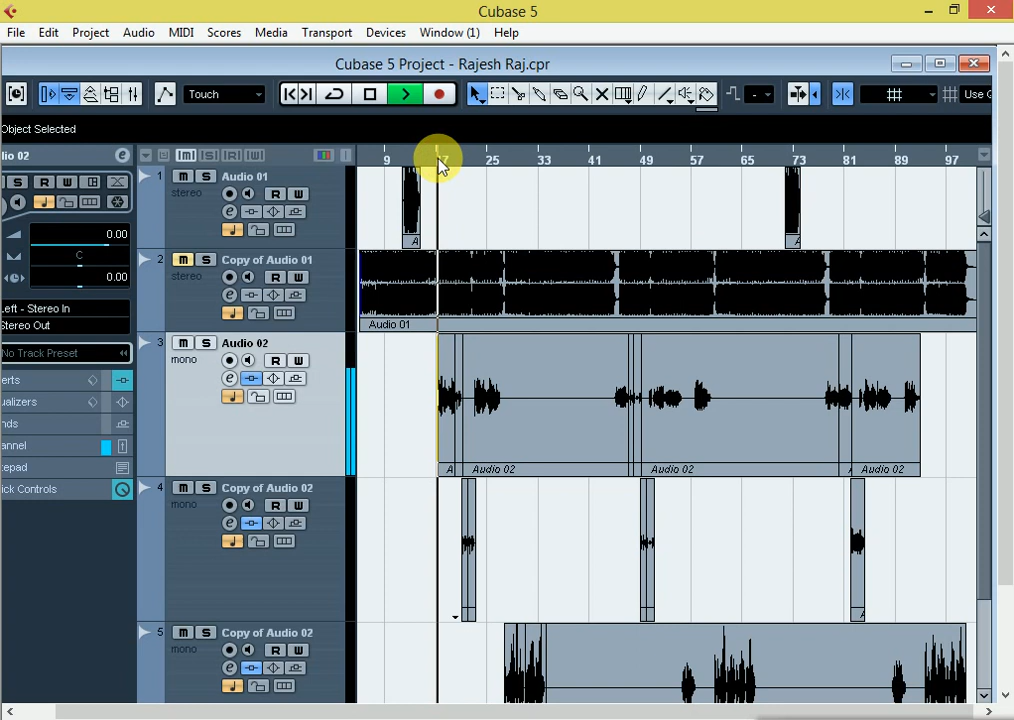 Cubase 5
File Edit Project Audio MIDI Scores Media Transport Devices Window (1) Help
Cubase 5 Project - Rajesh Raj.cpr
Touch
- Use G
Object Selected
dio 02 e [m] [S] [R] [W] 9 17 25 33 41 49 57 65 73 81 89 97
S R W
0.00
C
0.00
Left - Stereo In
Stereo Out
No Track Preset
erts
ualizers
nds
annel
tepad
ick Controls
1 m S Audio 01
stereo R W
e
A A
2 m S Copy of Audio 01
stereo R W
e
Audio 01
3 m S Audio 02
mono R W
e
A Audio 02 Audio 02 Audio 02
4 m S Copy of Audio 02
mono R W
e
5 m S Copy of Audio 02
mono R W
e